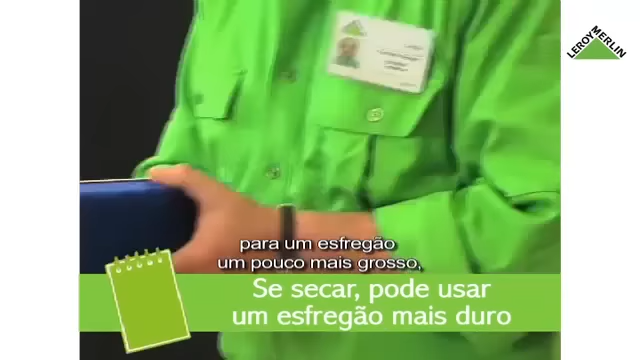 LEROY MERLIN
para um esfregão
um pouco mais grosso,
Se secar, pode usar
um esfregão mais duro